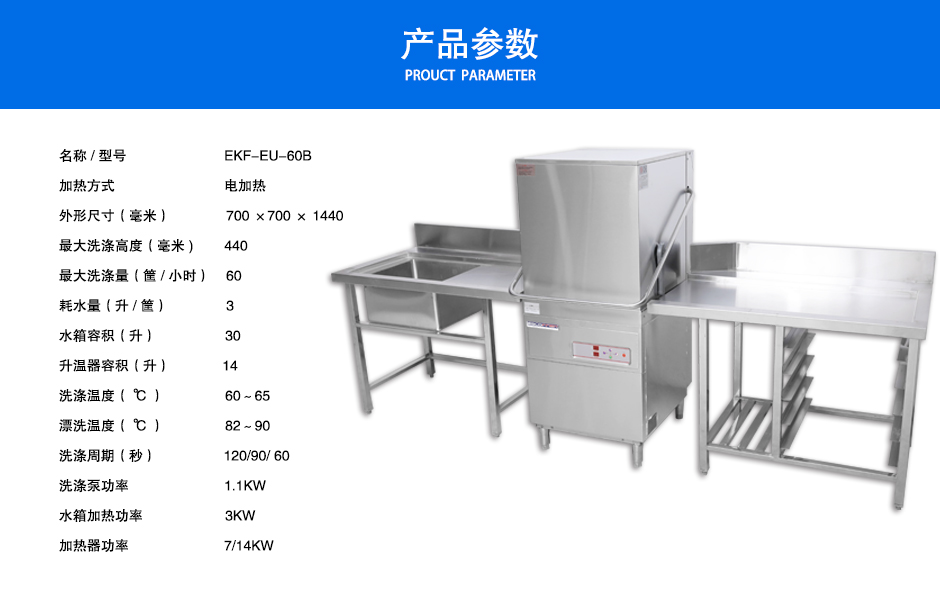 产品参数
PROUCT PARAMETER
名称 / 型号 EKF-EU-60B
加热方式 电加热
外形尺寸 ( 毫米 ) 700 ×700 × 1440
最大洗涤高度 ( 毫米 ) 440
最大洗涤量 ( 筐 / 小时 ) 60
耗水量 ( 升 / 筐 ) 3
水箱容积 ( 升 ) 30
升温器容积 ( 升 ) 14
洗涤温度 ( ℃ ) 60 ~ 65
漂洗温度 ( ℃ ) 82 ~ 90
洗涤周期 ( 秒 ) 120/90/ 60
洗涤泵功率 1.1KW
水箱加热功率 3KW
加热器功率 7/14KW